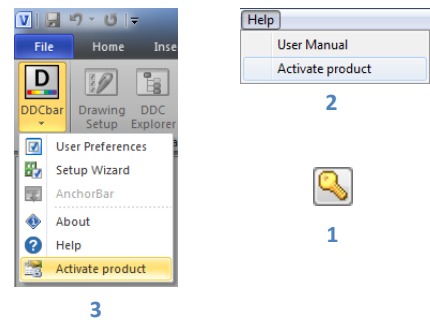 V
File Home Inse
D
DDCbar Drawing Setup DDC Explorer
User Preferences
Setup Wizard
AnchorBar
About
Help
Activate product
3
Help
User Manual
Activate product
2
1